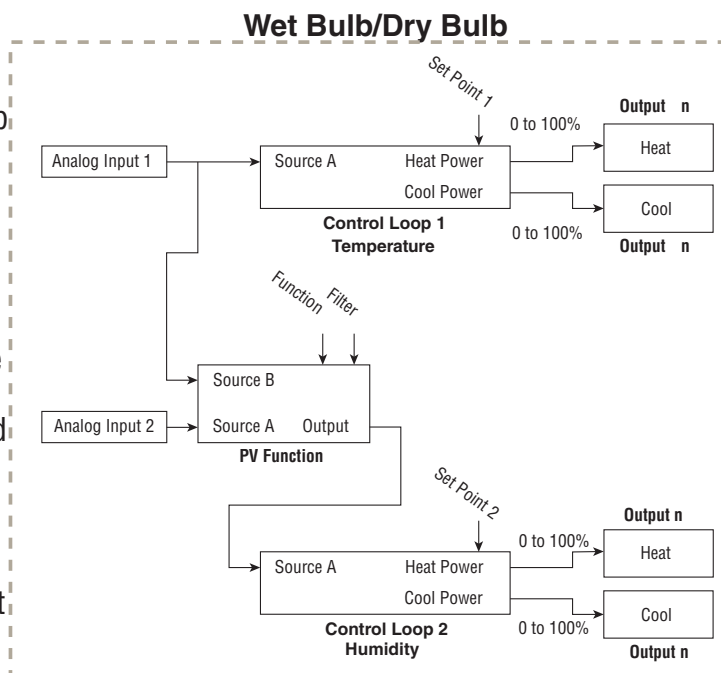 Wet Bulb/Dry Bulb
Set Point 1
Output n
0 to 100%
Heat
Analog Input 1
Source A
Heat Power
Cool Power
Cool
Control Loop 1
Temperature
0 to 100%
Output n
Function
Filter
Source B
Analog Input 2
Source A
Output
PV Function
Set Point 2
Output n
0 to 100%
Heat
Source A
Heat Power
Cool Power
Cool
Control Loop 2
Humidity
0 to 100%
Output n